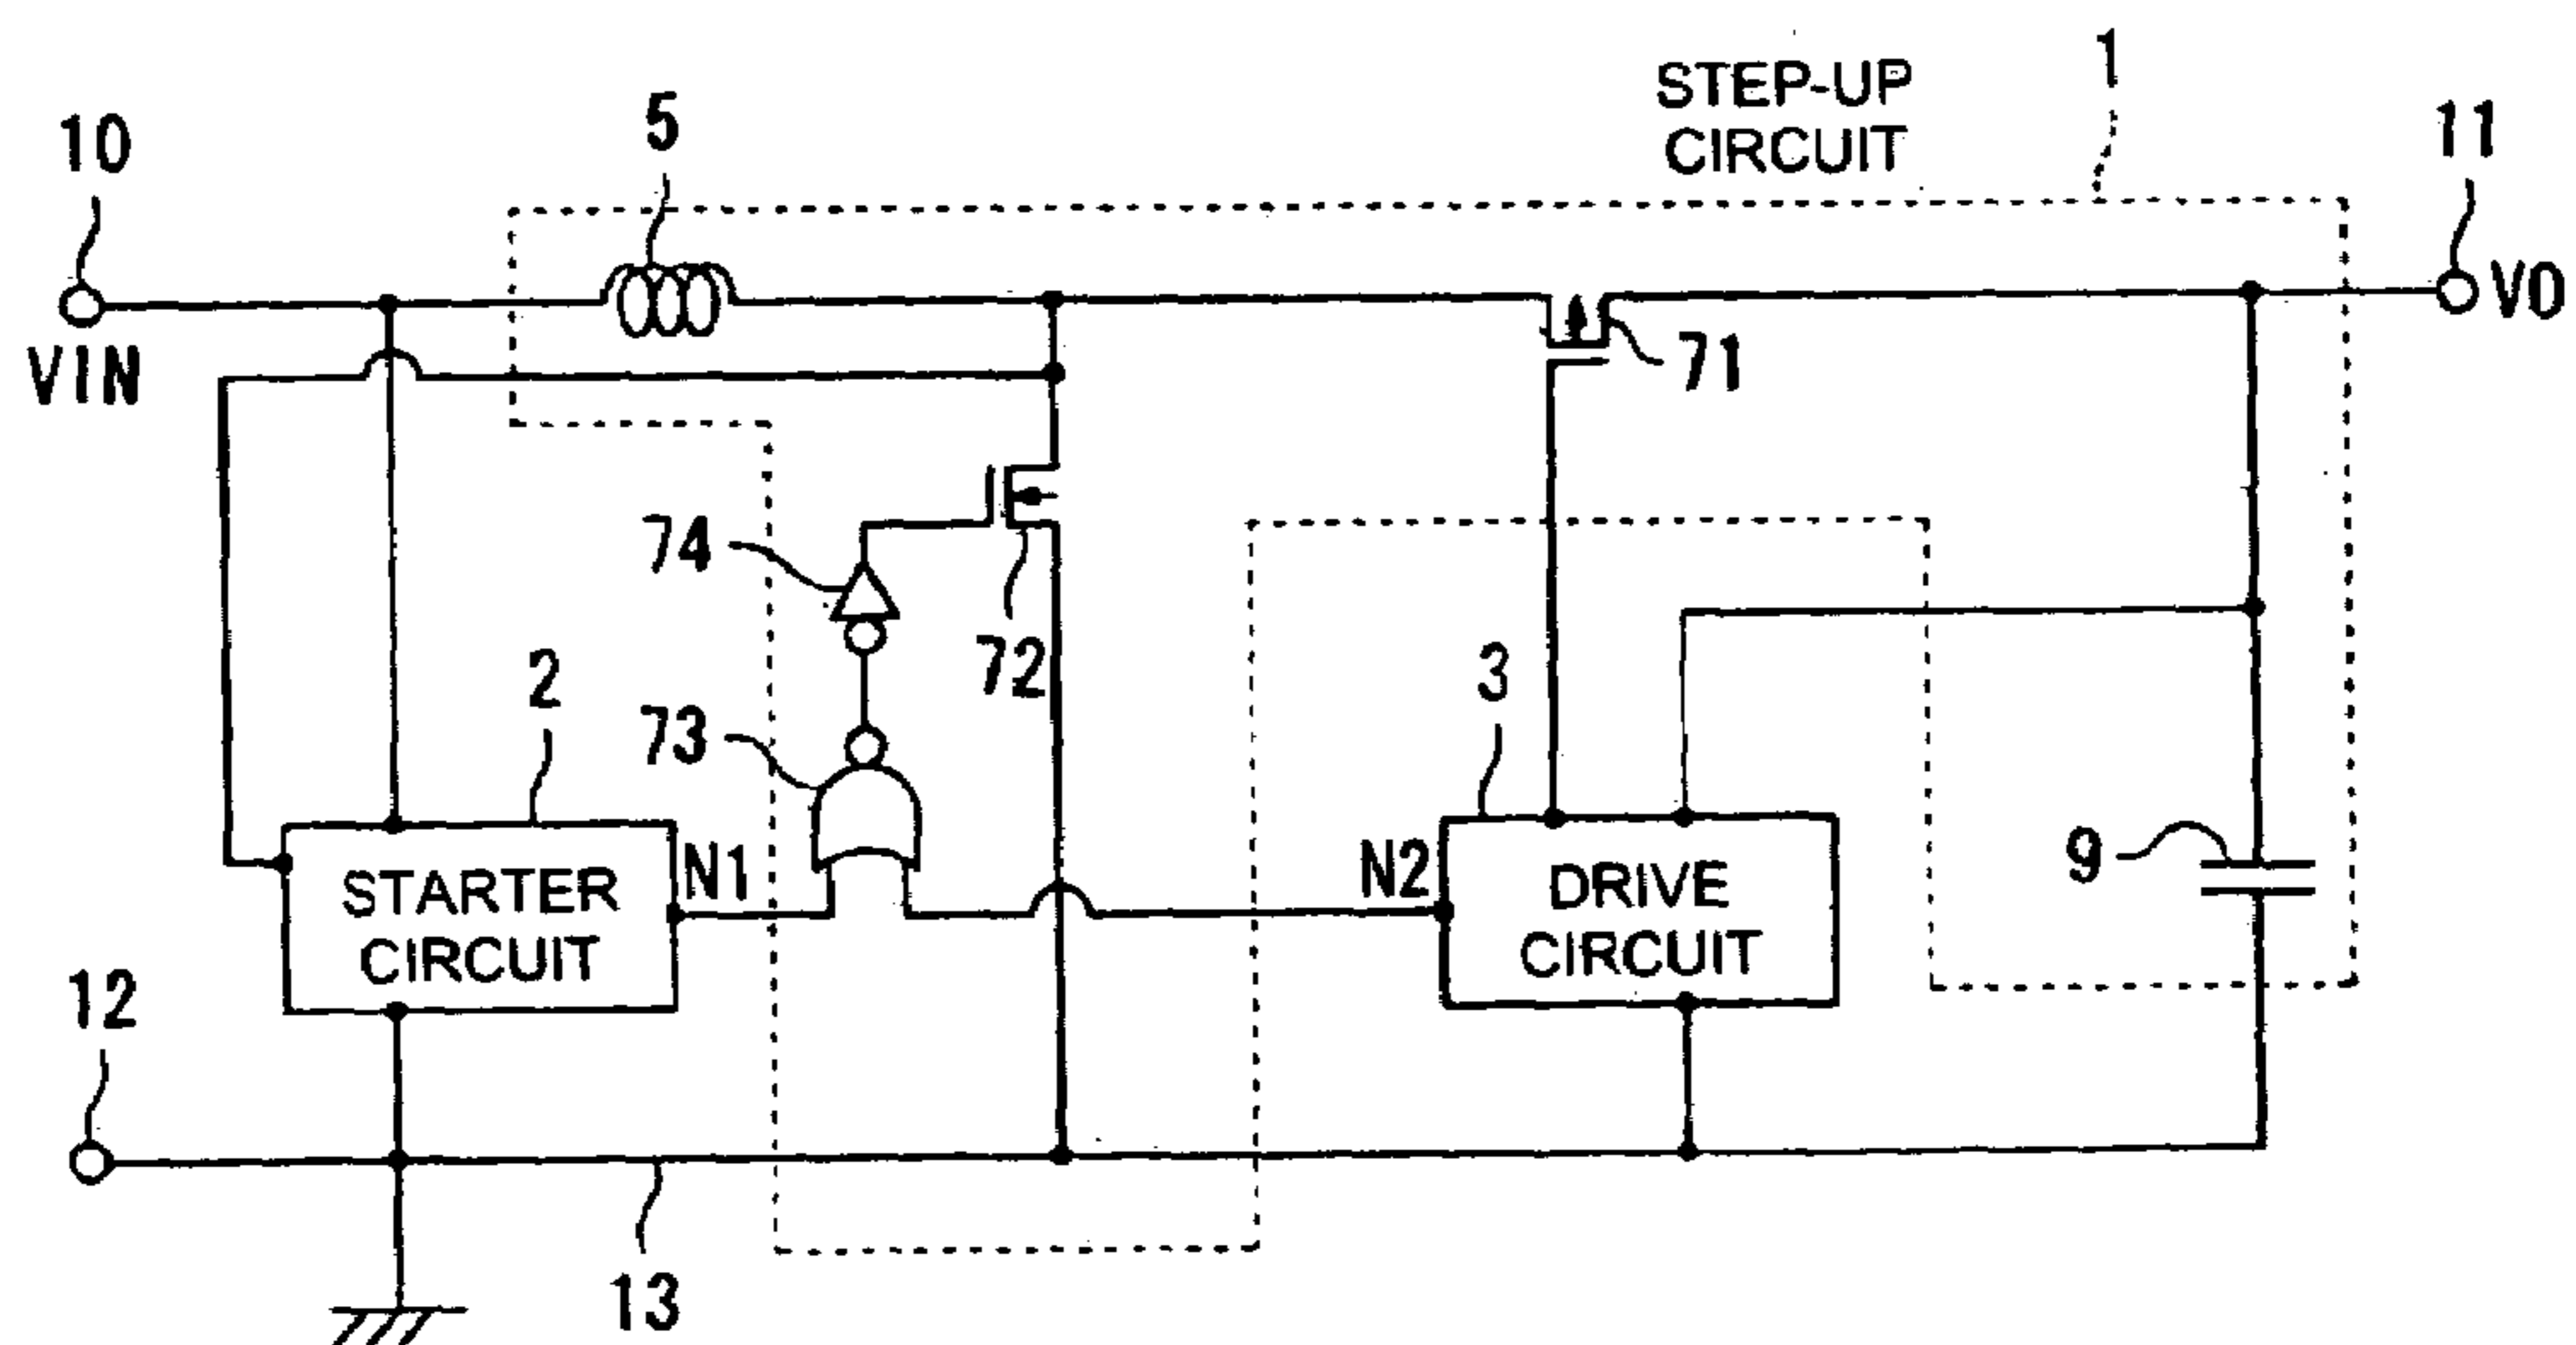 STEP-UP
CIRCUIT
1
10
5
11
VIN
VO
71
74
72
2
73
3
N1
N2
9
STARTER
CIRCUIT
DRIVE
CIRCUIT
12
13